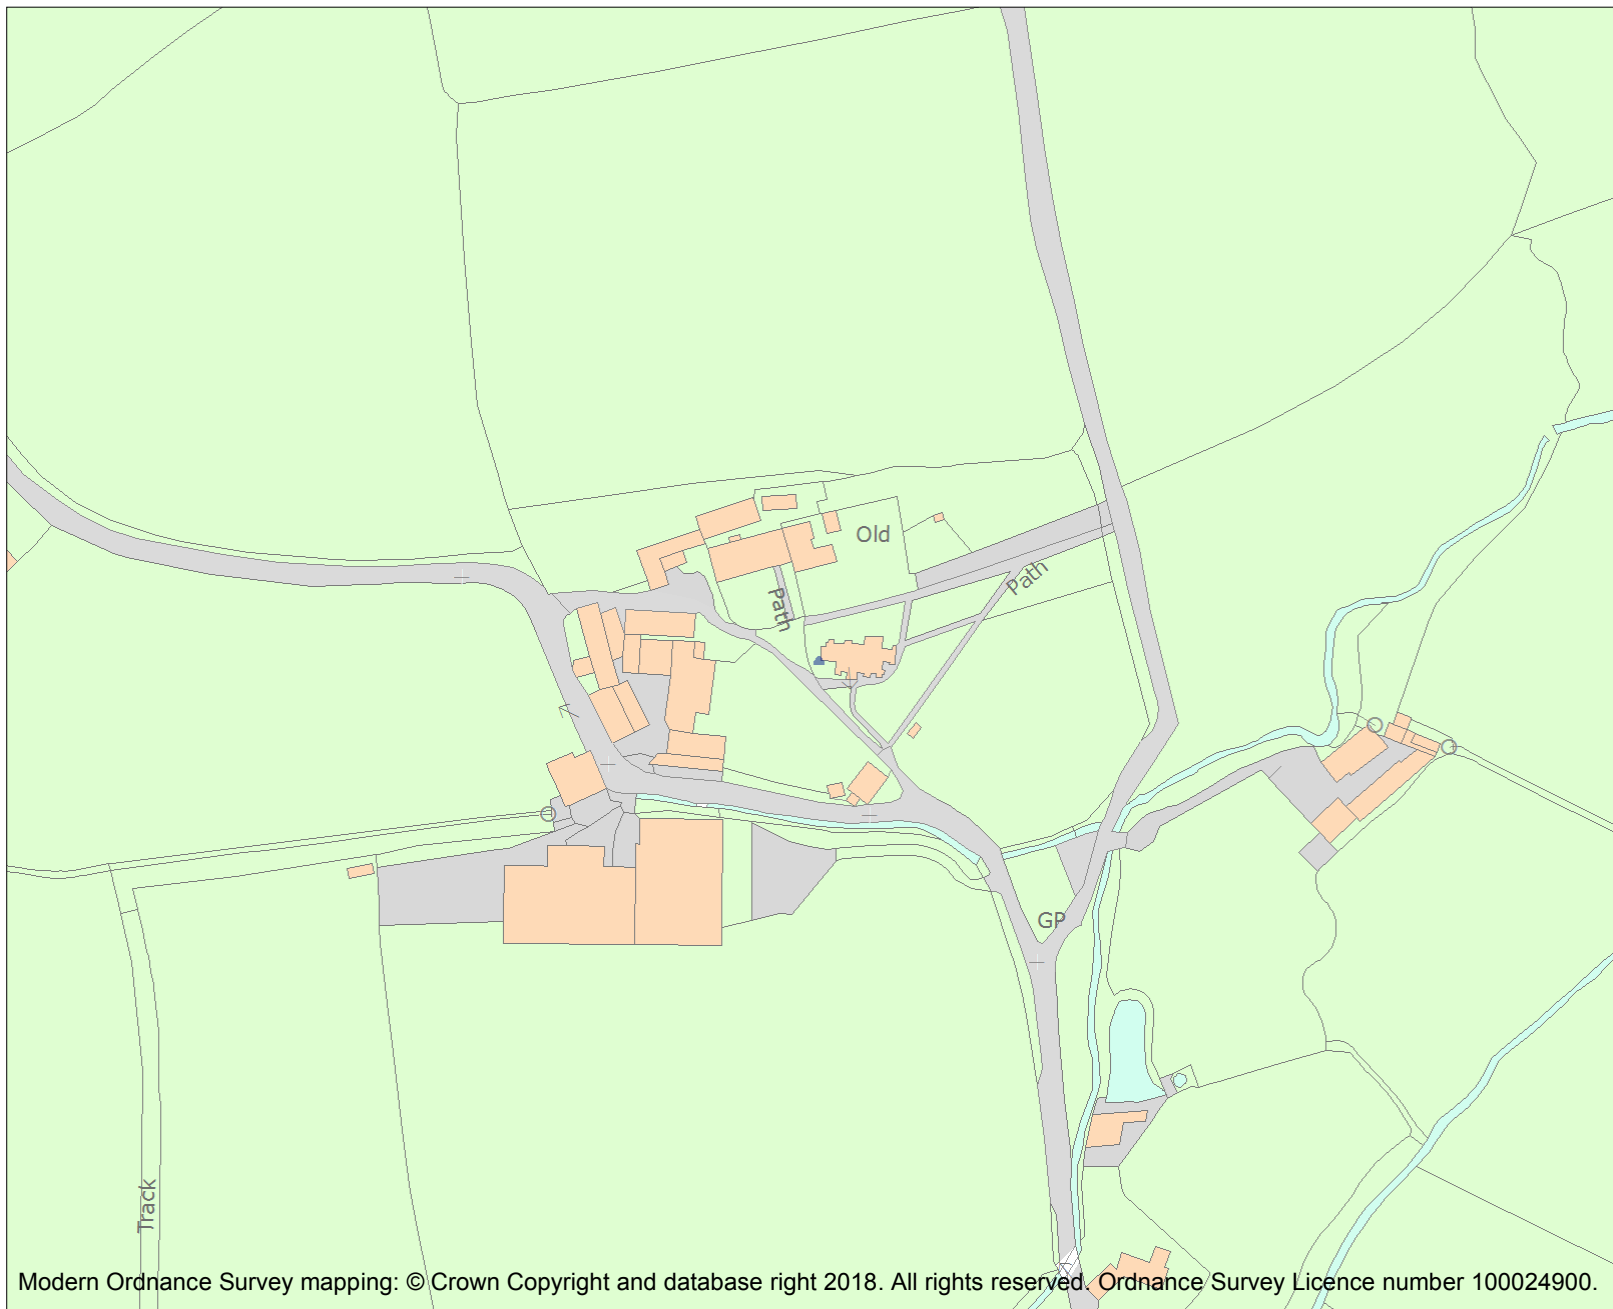 Old
Path
Path
GP
Track
Modern Ordnance Survey mapping: © Crown Copyright and database right 2018. All rights reserved. Ordnance Survey Licence number 100024900.